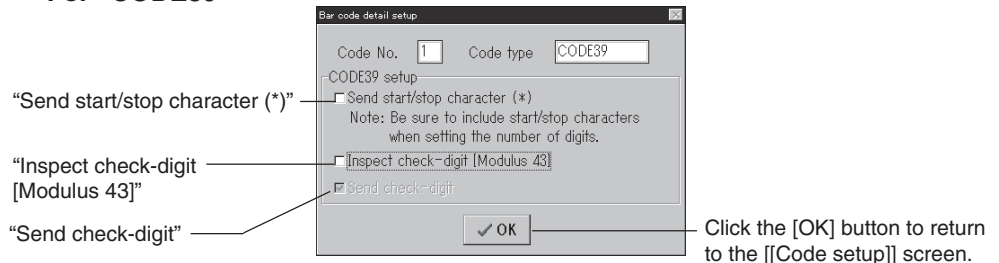 Bar code detail setup
Code No. 1 Code type CODE39
CODE39 setup
“Send start/stop character (*)”
Send start/stop character (*)
Note: Be sure to include start/stop characters
when setting the number of digits.
“Inspect check-digit
[Modulus 43]”
Inspect check-digit [Modulus 43]
“Send check-digit”
Send check-digit
OK
Click the [OK] button to return
to the [[Code setup]] screen.